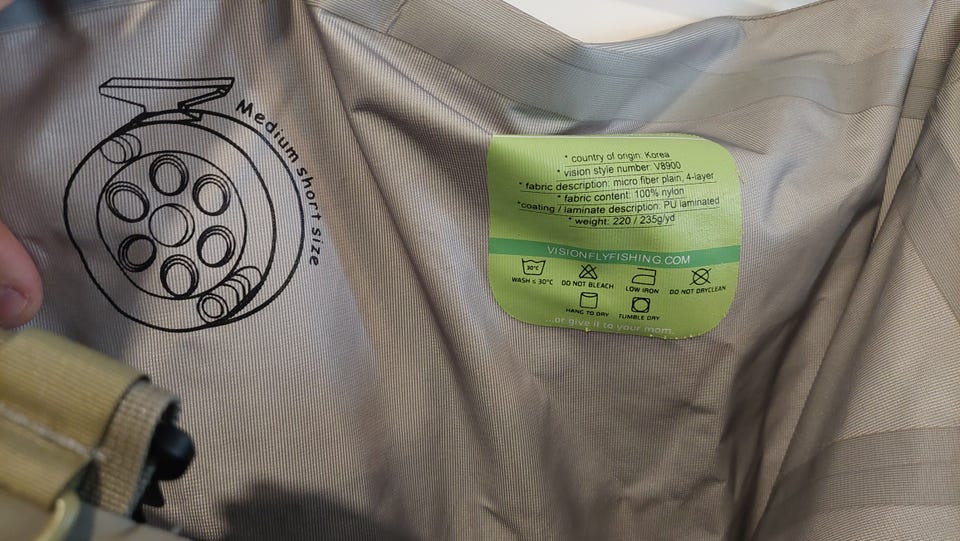 Medium short size
* country of origin: Korea
* vision style number: V8900
* fabric description: micro fiber plain, 4-layer
* fabric content: 100% nylon
*coating / laminate description: PU laminated
* weight: 220 / 235g/yd
VISIONFLYFISHING.COM
30°C
WASH ≤ 30°C DO NOT BLEACH LOW IRON DO NOT DRYCLEAN
HANG TO DRY TUMBLE DRY
...or give it to your mom.